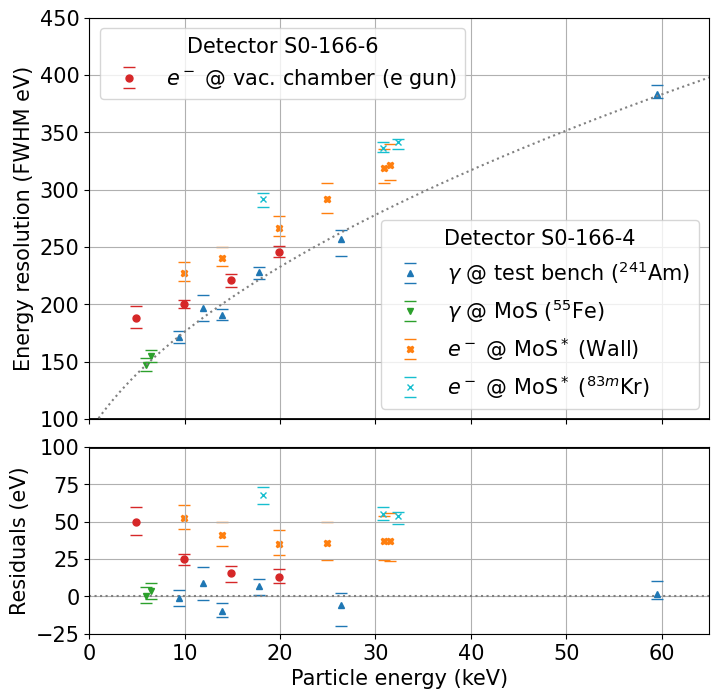 450
400
350
300
250
200
150
100
Energy resolution (FWHM eV)
Detector S0-166-6
e⁻ @ vac. chamber (e gun)
Detector S0-166-4
γ @ test bench (²⁴¹Am)
γ @ MoS (⁵⁵Fe)
e⁻ @ MoS* (Wall)
e⁻ @ MoS* (⁸³ᵐKr)
100
75
50
25
0
−25
Residuals (eV)
0 10 20 30 40 50 60
Particle energy (keV)